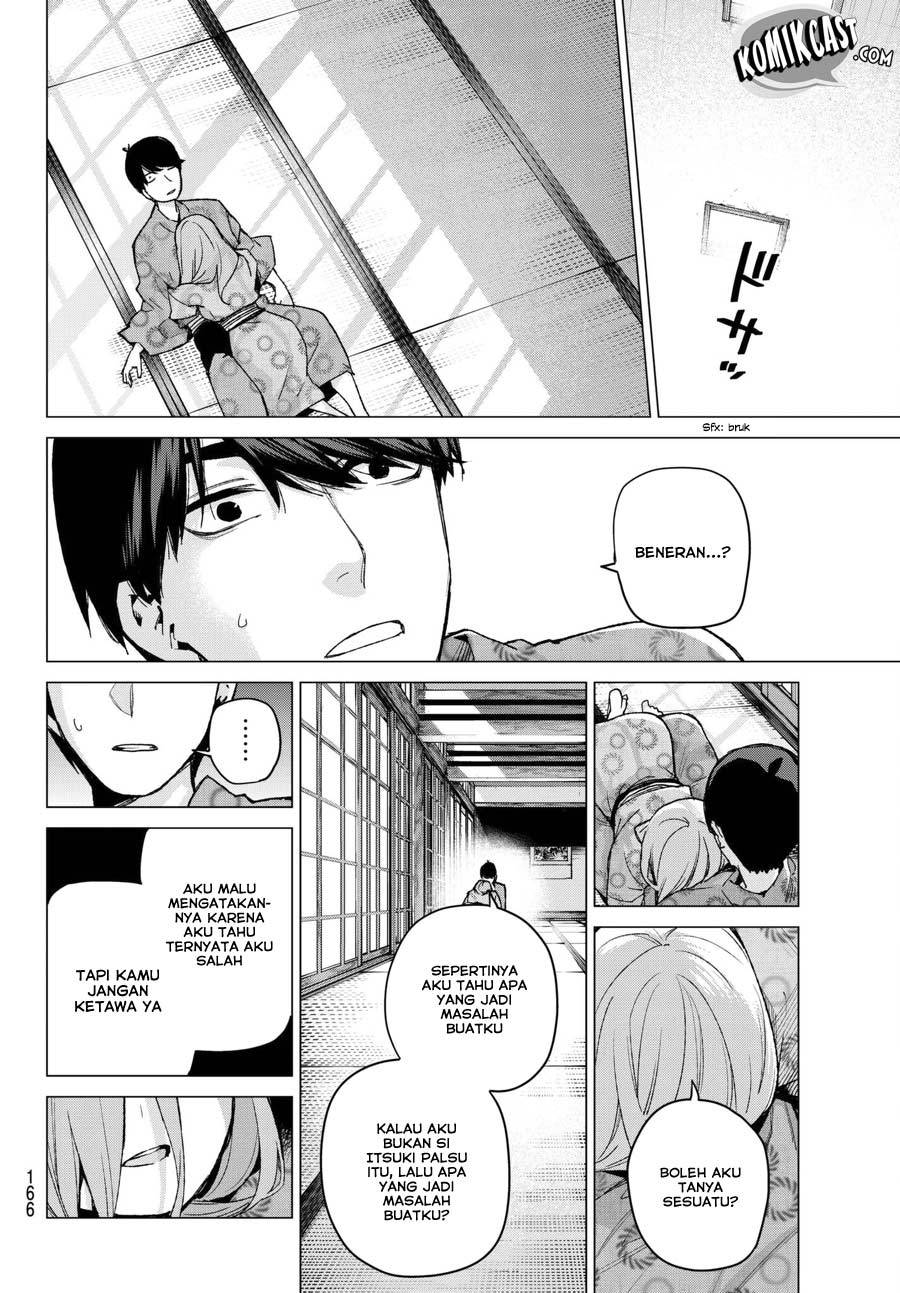 KOMIKCAST
.COM
ドサッ
Sfx: bruk
BENERAN...?
BOLEH AKU
TANYA
SESUATU?
SEPERTINYA
AKU TAHU APA
YANG JADI
MASALAH
BUATKU
KALAU AKU
BUKAN SI
ITSUKI PALSU
ITU, LALU APA
YANG JADI
MASALAH
BUATKU?
......
AKU MALU
MENGATAKAN-
NYA KARENA
AKU TAHU
TERNYATA AKU
SALAH
TAPI KAMU
JANGAN
KETAWA YA
166